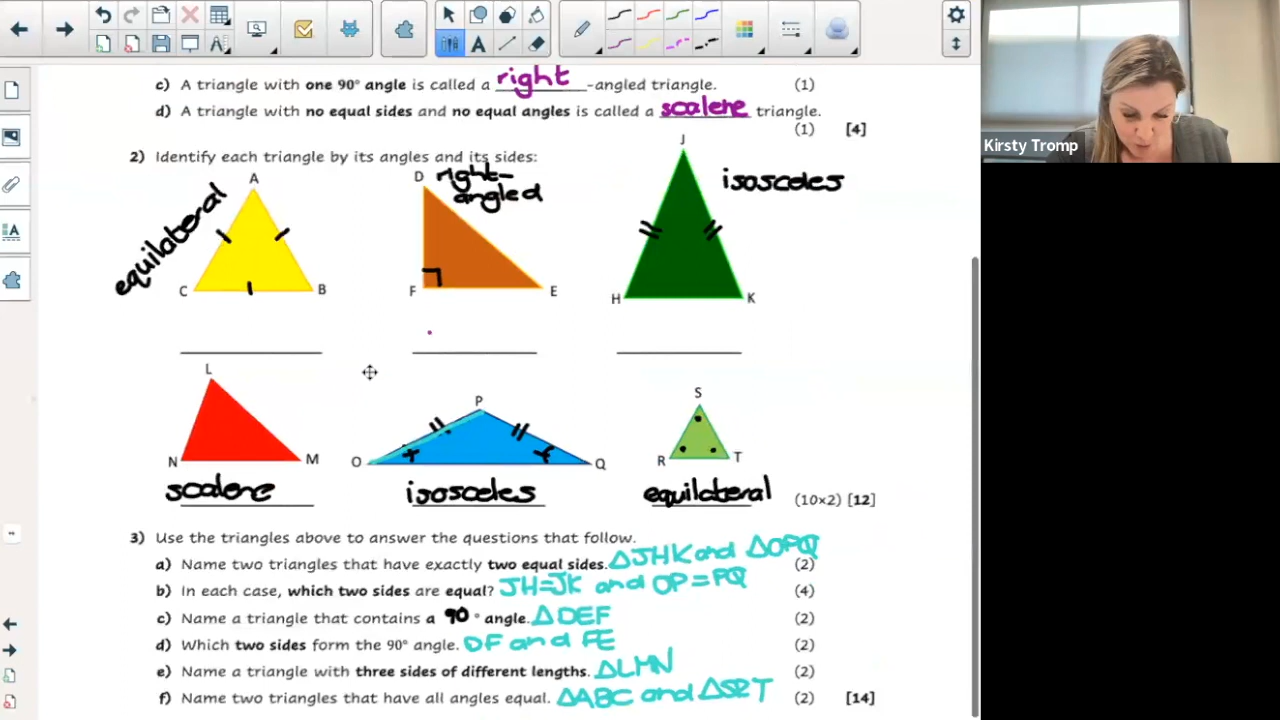 c) A triangle with one 90° angle is called a right -angled triangle. (1)
d) A triangle with no equal sides and no equal angles is called a scalene triangle.
(1) [4]
Kirsty Tromp
2) Identify each triangle by its angles and its sides:
A
equilateral
C
B
D
right-
angled
F
E
J
isosceles
H
K
L
N
M
scalene
P
O
Q
isosceles
S
R
T
equilateral
(10×2) [12]
3) Use the triangles above to answer the questions that follow.
a) Name two triangles that have exactly two equal sides. △JHK and △OPQ (2)
b) In each case, which two sides are equal? JH=JK and OP=PQ (4)
c) Name a triangle that contains a 90° angle. △DEF (2)
d) Which two sides form the 90° angle. DF and FE (2)
e) Name a triangle with three sides of different lengths. △LMN (2)
f) Name two triangles that have all angles equal. △ABC and △SRT (2) [14]